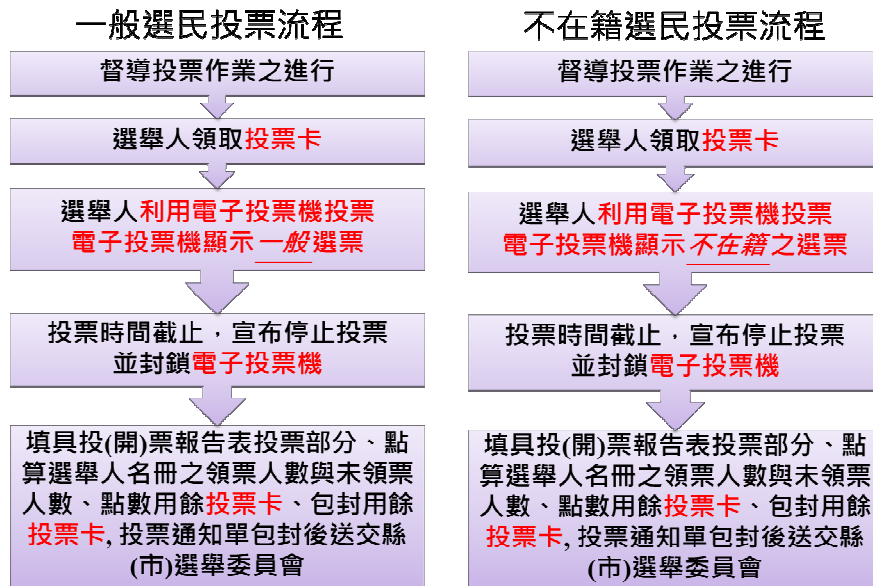 一般選民投票流程
督導投票作業之進行
選舉人領取投票卡
選舉人利用電子投票機投票
電子投票機顯示一般選票
投票時間截止，宣布停止投票
並封鎖電子投票機
填具投(開)票報告表投票部分、點
算選舉人名冊之領票人數與未領票
人數、點數用餘投票卡、包封用餘
投票卡, 投票通知單包封後送交縣
(市)選舉委員會
不在籍選民投票流程
督導投票作業之進行
選舉人領取投票卡
選舉人利用電子投票機投票
電子投票機顯示不在籍之選票
投票時間截止，宣布停止投票
並封鎖電子投票機
填具投(開)票報告表投票部分、點
算選舉人名冊之領票人數與未領票
人數、點數用餘投票卡、包封用餘
投票卡, 投票通知單包封後送交縣
(市)選舉委員會